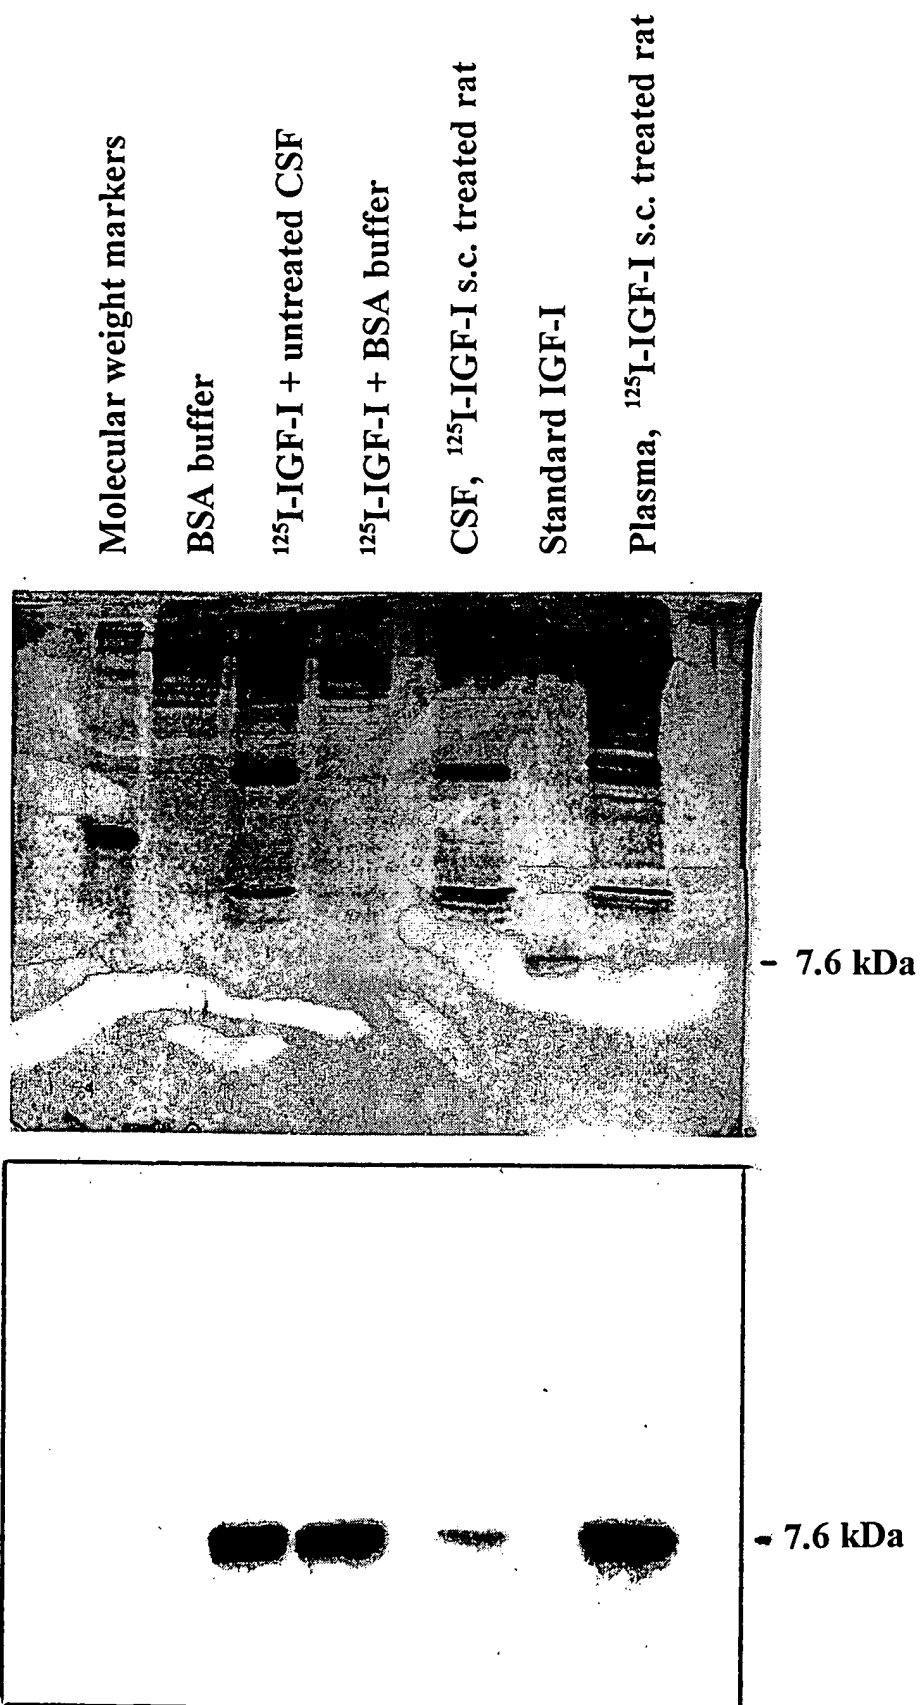 Molecular weight markers
BSA buffer
¹²⁵I-IGF-I + untreated CSF
¹²⁵I-IGF-I + BSA buffer
CSF, ¹²⁵I-IGF-I s.c. treated rat
Standard IGF-I
Plasma, ¹²⁵I-IGF-I s.c. treated rat
- 7.6 kDa
- 7.6 kDa